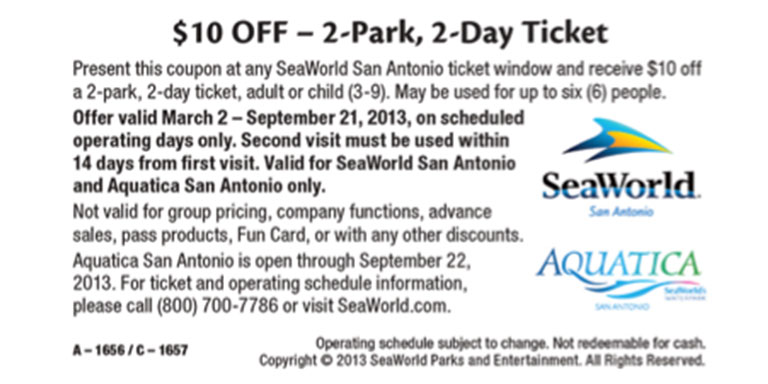 $10 OFF – 2-Park, 2-Day Ticket
Present this coupon at any SeaWorld San Antonio ticket window and receive $10 off
a 2-park, 2-day ticket, adult or child (3-9). May be used for up to six (6) people.
Offer valid March 2 – September 21, 2013, on scheduled
operating days only. Second visit must be used within
14 days from first visit. Valid for SeaWorld San Antonio
and Aquatica San Antonio only.
Not valid for group pricing, company functions, advance
sales, pass products, Fun Card, or with any other discounts.
Aquatica San Antonio is open through September 22,
2013. For ticket and operating schedule information,
please call (800) 700-7786 or visit SeaWorld.com.
SeaWorld.
San Antonio
AQUATICA
SeaWorld's
WATERPARK
SAN ANTONIO
A – 1656 / C – 1657
Operating schedule subject to change. Not redeemable for cash.
Copyright © 2013 SeaWorld Parks and Entertainment. All Rights Reserved.